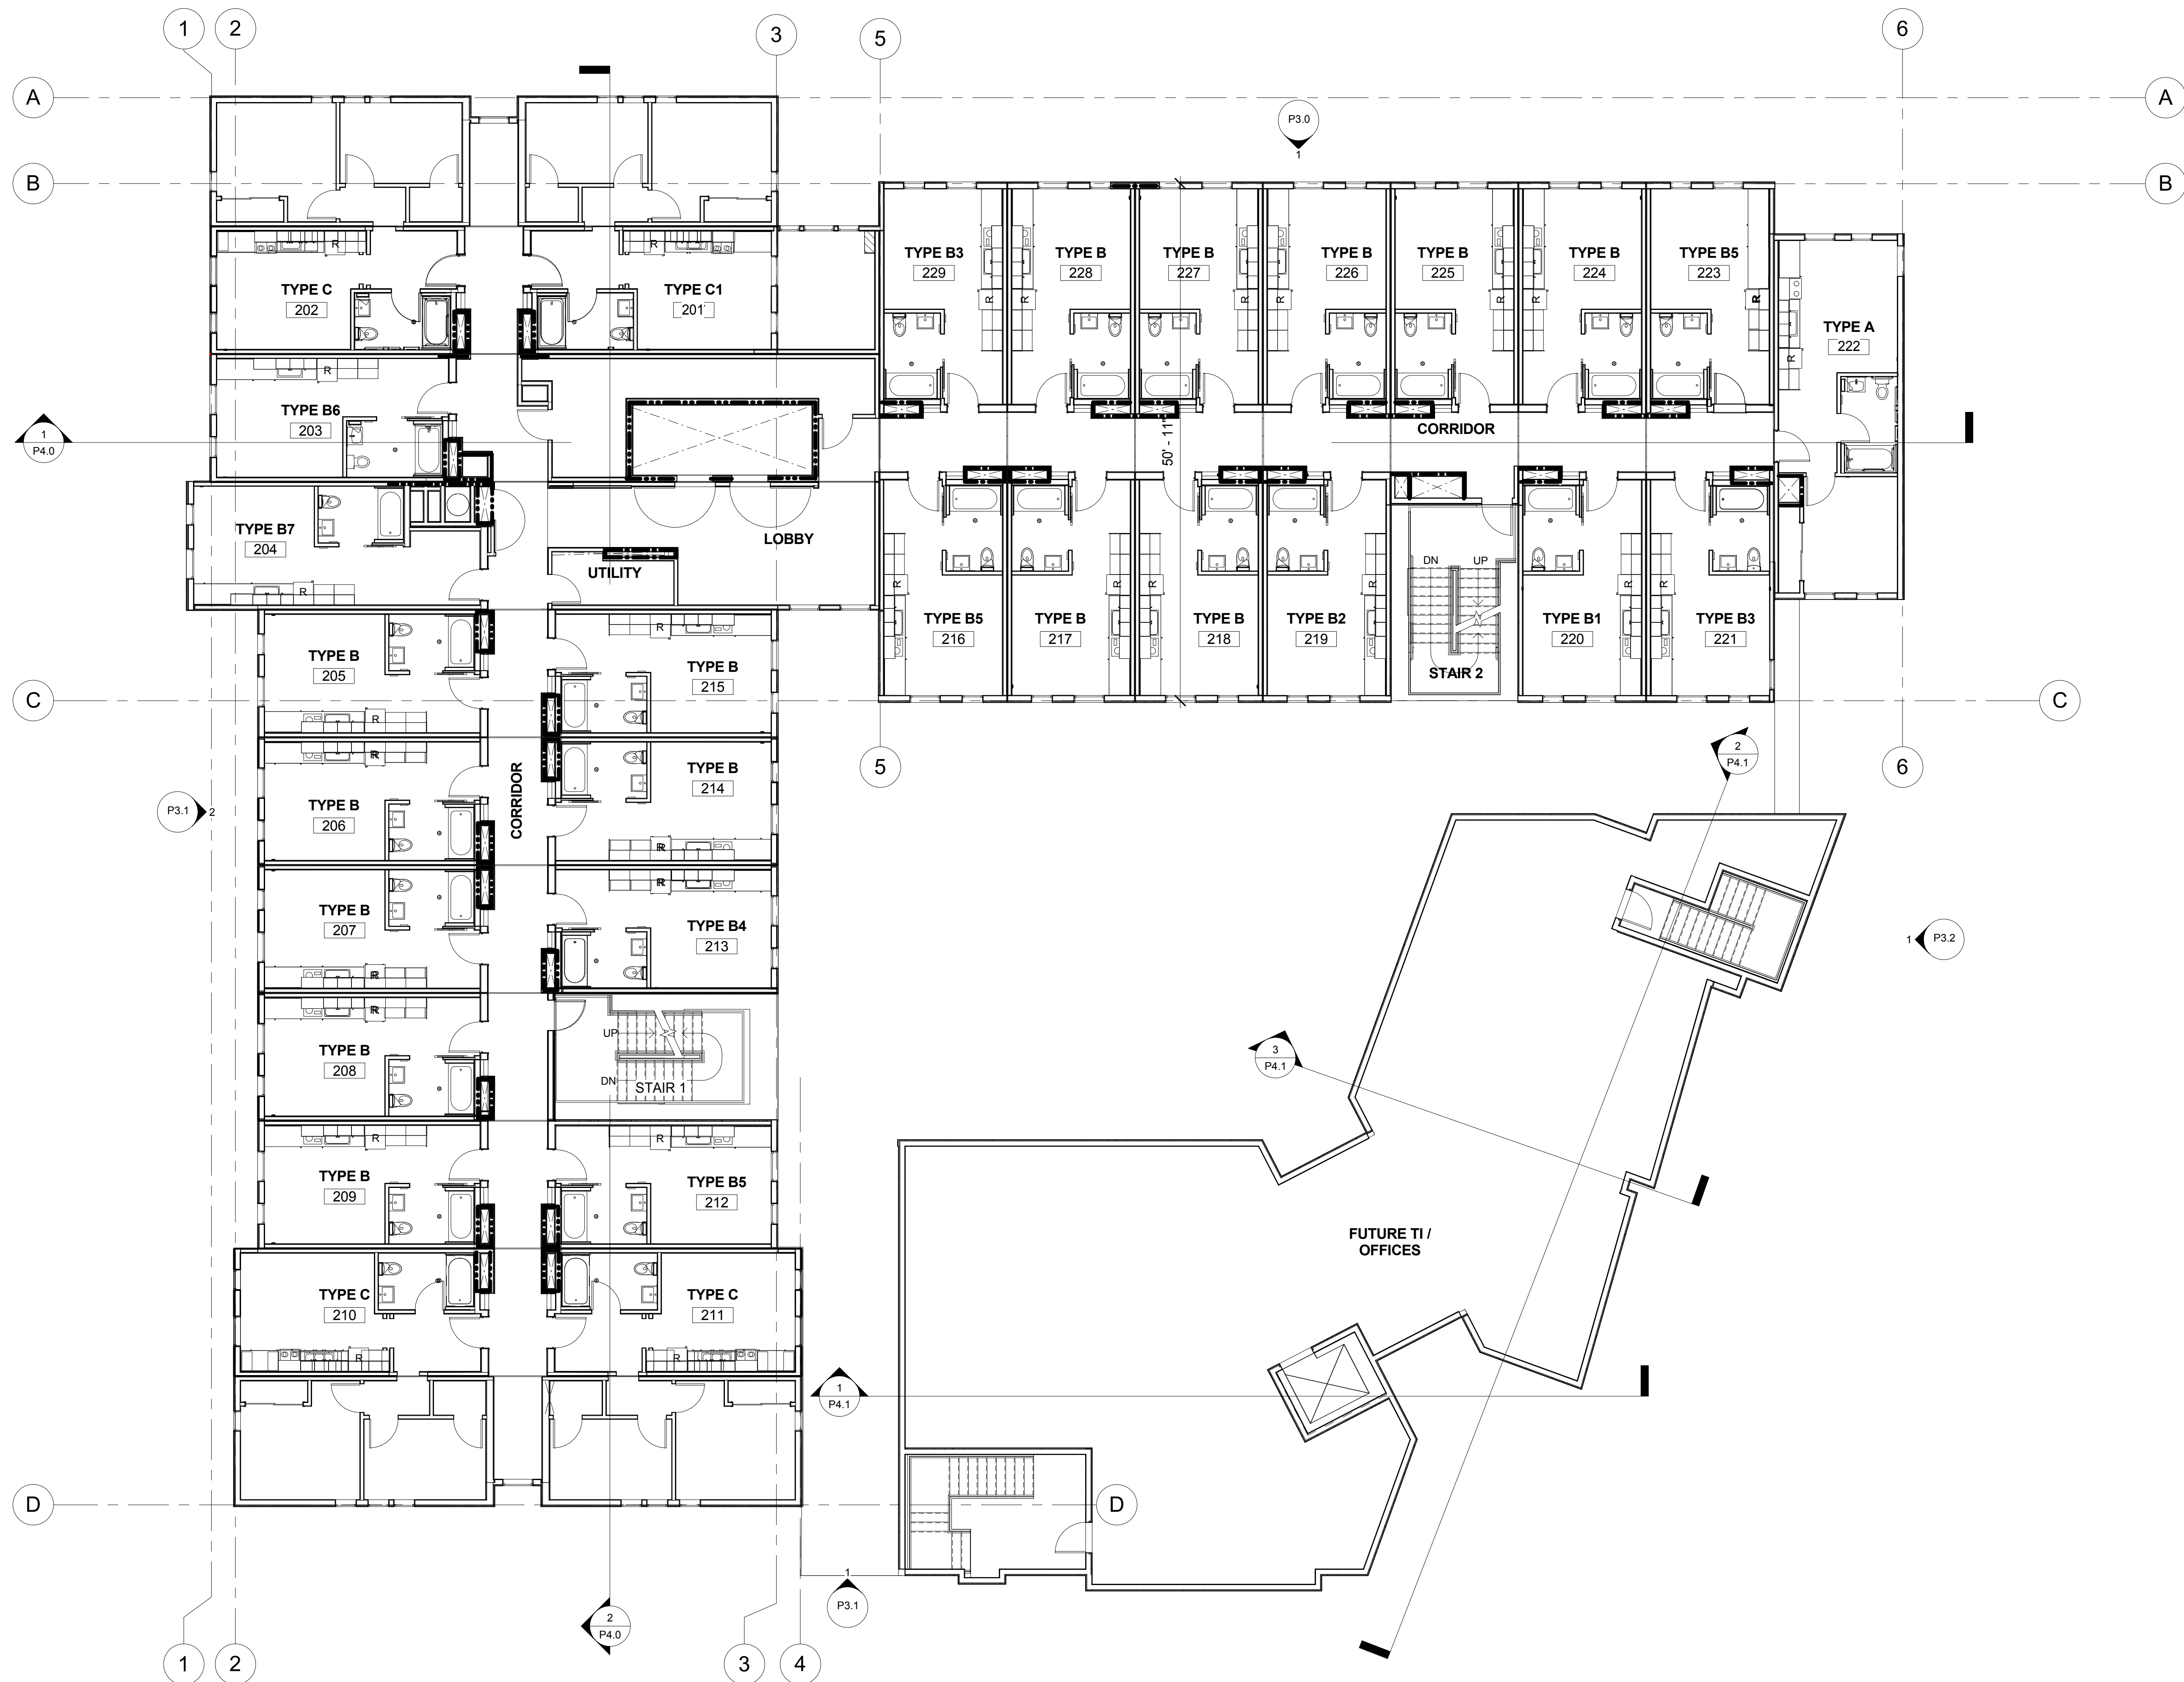 1
2
3
5
6
A
A
P3.0
1
B
B
R
R
TYPE C
202
TYPE C1
201
TYPE B3
229
TYPE B
228
TYPE B
227
TYPE B
226
TYPE B
225
TYPE B
224
TYPE B5
223
TYPE A
222
R
R
R
R
R
R
R
R
TYPE B6
203
1
P4.0
50' - 11"
CORRIDOR
TYPE B7
204
R
LOBBY
UTILITY
DN
UP
STAIR 2
R
R
R
R
R
R
TYPE B5
216
TYPE B
217
TYPE B
218
TYPE B2
219
TYPE B1
220
TYPE B3
221
TYPE B
205
R
R
TYPE B
215
C
C
5
6
2
P4.1
R
TYPE B
206
CORRIDOR
TYPE B
214
R
P3.1
2
TYPE B
207
R
R
TYPE B4
213
1
P3.2
R
TYPE B
208
UP
DN
STAIR 1
3
P4.1
R
R
TYPE B
209
TYPE B5
212
FUTURE TI /
OFFICES
TYPE C
210
R
TYPE C
211
R
1
P4.1
D
D
1
P3.1
2
P4.0
1
2
3
4